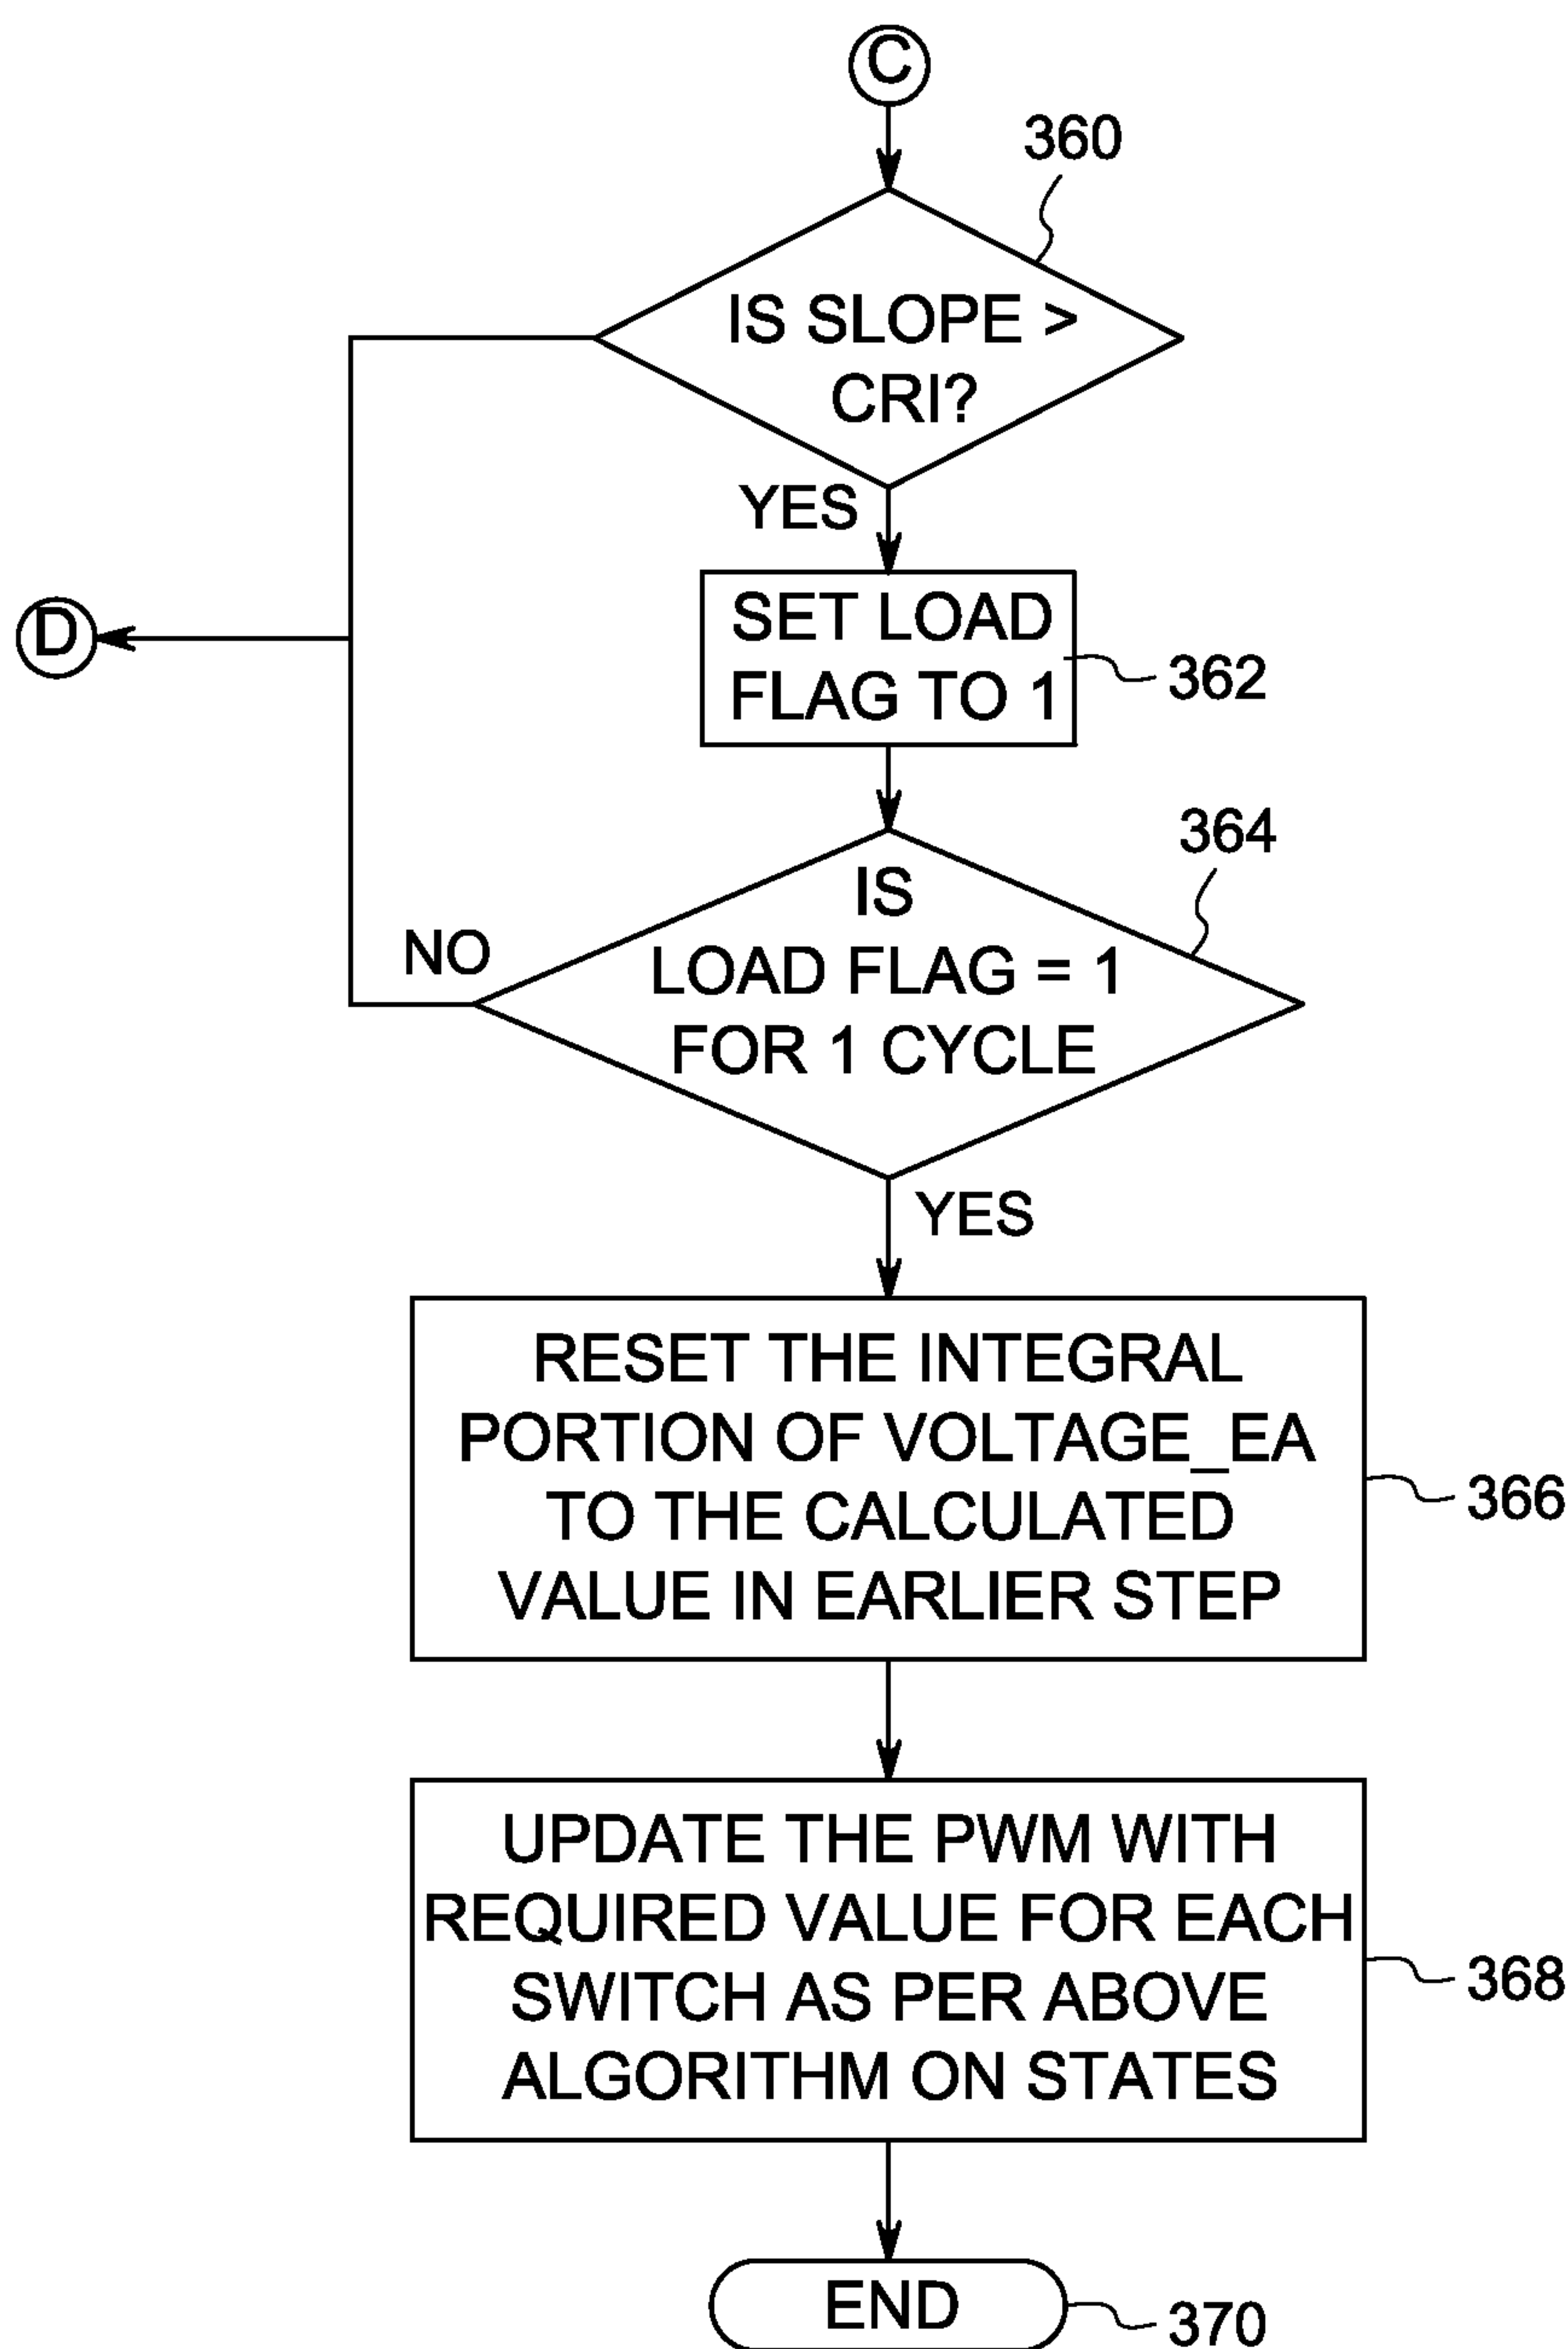 C
360
IS SLOPE >
CRI?
YES
SET LOAD
FLAG TO 1
362
D
364
IS
LOAD FLAG = 1
FOR 1 CYCLE
NO
YES
RESET THE INTEGRAL
PORTION OF VOLTAGE_EA
TO THE CALCULATED
VALUE IN EARLIER STEP
366
UPDATE THE PWM WITH
REQUIRED VALUE FOR EACH
SWITCH AS PER ABOVE
ALGORITHM ON STATES
368
END
370